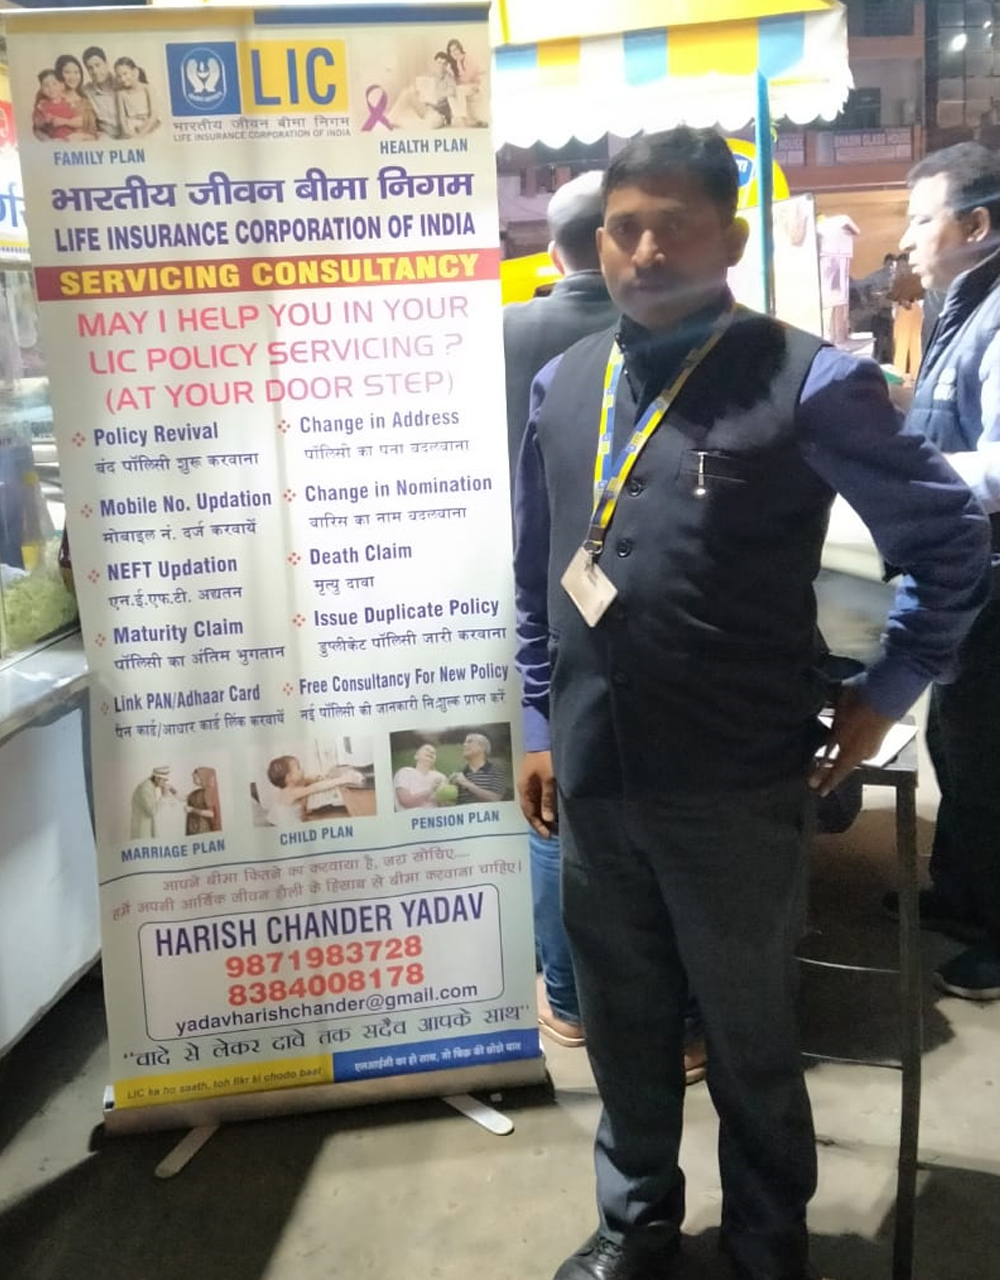 LIC
भारतीय जीवन बीमा निगम
LIFE INSURANCE CORPORATION OF INDIA
FAMILY PLAN
HEALTH PLAN
भारतीय जीवन बीमा निगम
LIFE INSURANCE CORPORATION OF INDIA
SERVICING CONSULTANCY
MAY I HELP YOU IN YOUR
LIC POLICY SERVICING ?
(AT YOUR DOOR STEP)
Policy Revival
बंद पॉलिसी शुरू करवाना
Mobile No. Updation
मोबाइल नं. दर्ज करवायें
NEFT Updation
एन.ई.एफ.टी. अद्यतन
Maturity Claim
पॉलिसी का अंतिम भुगतान
Link PAN/Adhaar Card
पैन कार्ड/आधार कार्ड लिंक करवायें
Change in Address
पॉलिसी का पता बदलवाना
Change in Nomination
वारिस का नाम बदलवाना
Death Claim
मृत्यु दावा
Issue Duplicate Policy
डुप्लीकेट पॉलिसी जारी करवाना
Free Consultancy For New Policy
नई पॉलिसी की जानकारी निःशुल्क प्राप्त करें
MARRIAGE PLAN
CHILD PLAN
PENSION PLAN
आपने बीमा कितने का करवाया है, जरा सोचिए....
हमें अपनी आर्थिक जीवन शैली के हिसाब से बीमा करवाना चाहिए।
HARISH CHANDER YADAV
9871983728
8384008178
yadavharishchander@gmail.com
"वादे से लेकर दावे तक सदैव आपके साथ"
LIC ka ho saath, toh fikr ki chodo baat
एलआईसी का हो साथ, तो फिक्र की छोड़ो बात